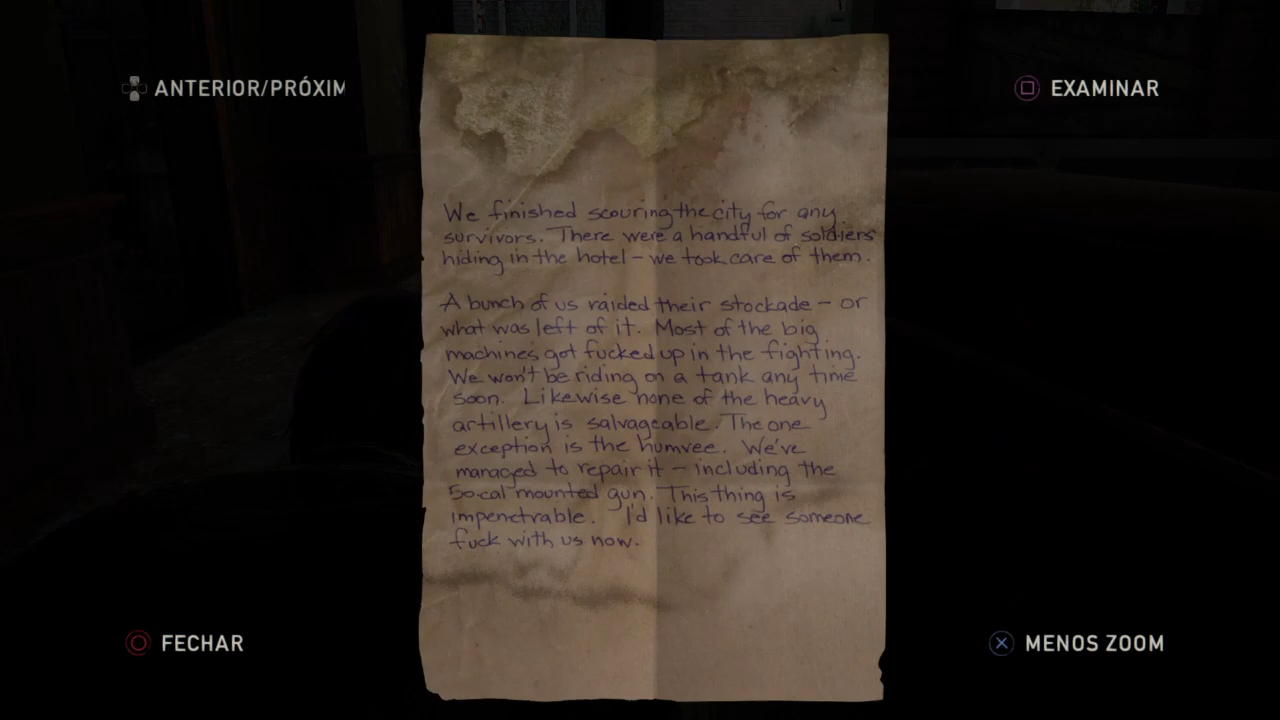 ANTERIOR/PRÓXIM
EXAMINAR
We finished scouring the city for any
survivors. There were a handful of soldiers
hiding in the hotel – we took care of them.
A bunch of us raided their stockade – or
what was left of it. Most of the big
machines got fucked up in the fighting.
We won't be riding on a tank any time
soon. Likewise none of the heavy
artillery is salvageable. The one
exception is the humvee. We've
managed to repair it – including the
50.cal mounted gun. This thing is
impenetrable. I'd like to see someone
fuck with us now.
FECHAR
MENOS ZOOM